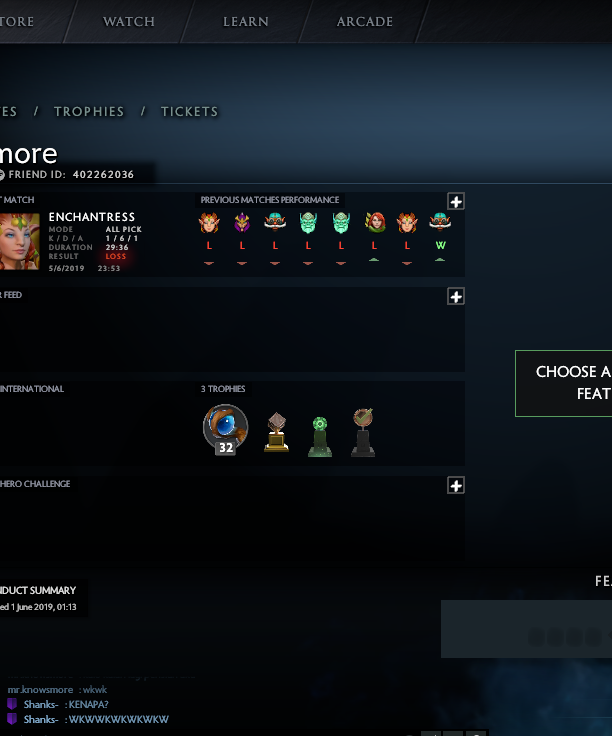 TORE WATCH LEARN ARCADE
ES / TROPHIES / TICKETS
more
FRIEND ID: 402262036
T MATCH PREVIOUS MATCHES PERFORMANCE
ENCHANTRESS
MODE ALL PICK
K / D / A 1 / 6 / 1
DURATION 29:36
RESULT LOSS
5/6/2019 23:53
L L L L L L L W
R FEED
CHOOSE A
FEAT
INTERNATIONAL 3 TROPHIES
32
HERO CHALLENGE
FE
NDUCT SUMMARY
ed 1 June 2019, 01:13
mr.knowsmore : wkwk
Shanks- : KENAPA?
Shanks- : WKWWKWKWKWKW